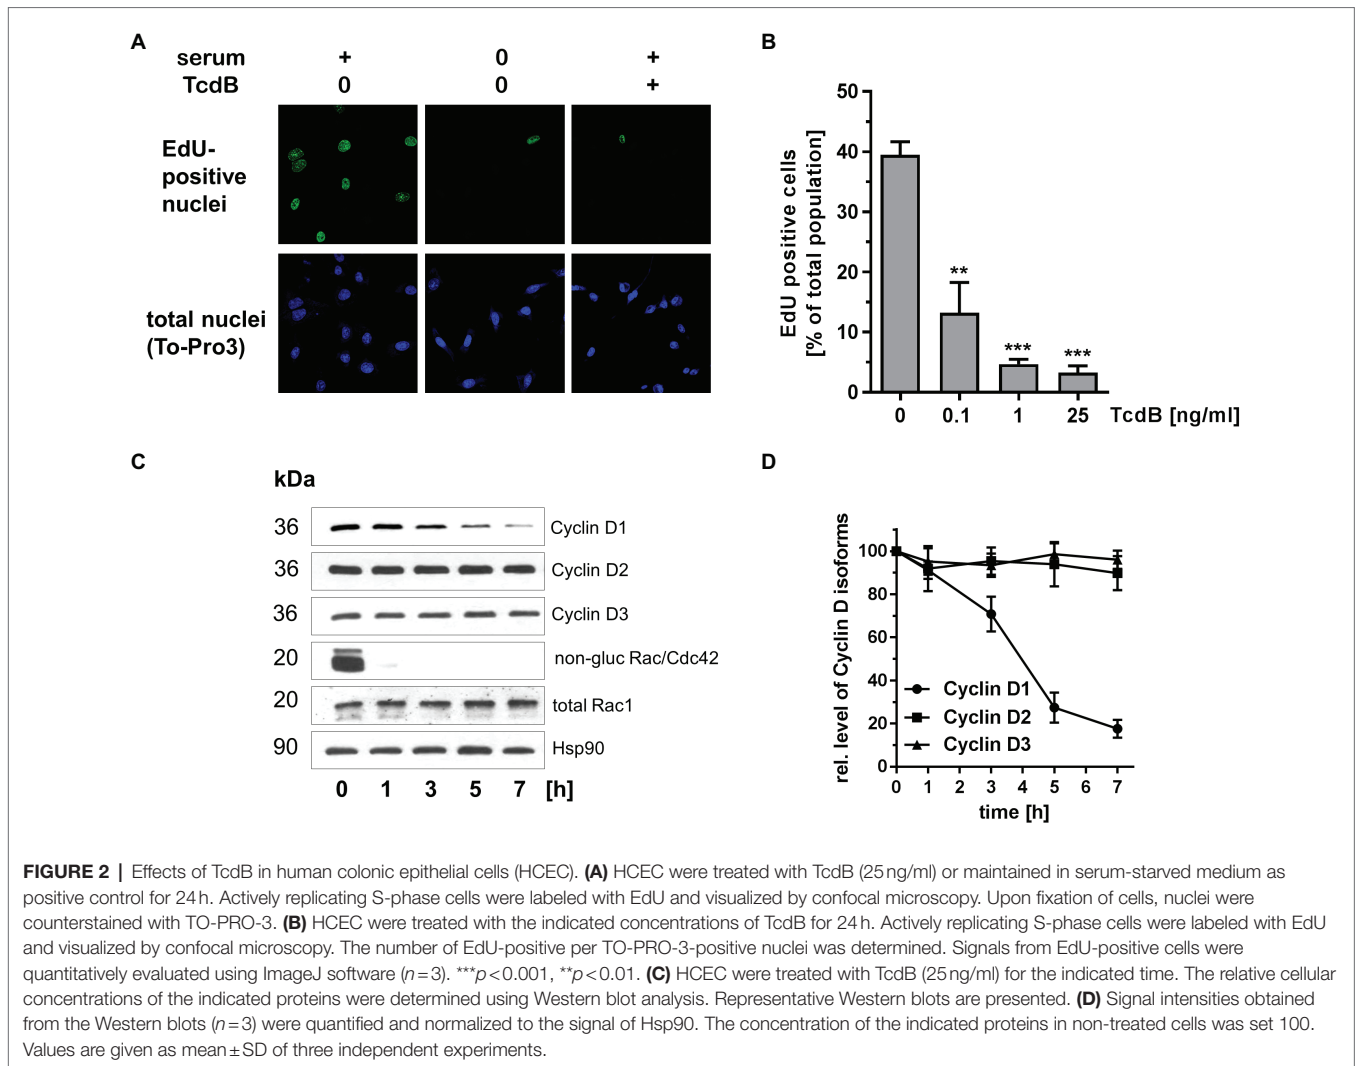 A
serum + 0 +
TcdB 0 0 +
EdU-
positive
nuclei
total nuclei
(To-Pro3)
B
EdU positive cells
[% of total population]
50
40
30
20
10
0
**
***
***
0 0.1 1 25 TcdB [ng/ml]
C
kDa
36 Cyclin D1
36 Cyclin D2
36 Cyclin D3
20 non-gluc Rac/Cdc42
20 total Rac1
90 Hsp90
0 1 3 5 7 [h]
D
rel. level of Cyclin D isoforms
100
80
60
40
20
0
Cyclin D1
Cyclin D2
Cyclin D3
0 1 2 3 4 5 6 7
time [h]
FIGURE 2 | Effects of TcdB in human colonic epithelial cells (HCEC). (A) HCEC were treated with TcdB (25 ng/ml) or maintained in serum-starved medium as
positive control for 24 h. Actively replicating S-phase cells were labeled with EdU and visualized by confocal microscopy. Upon fixation of cells, nuclei were
counterstained with TO-PRO-3. (B) HCEC were treated with the indicated concentrations of TcdB for 24 h. Actively replicating S-phase cells were labeled with EdU
and visualized by confocal microscopy. The number of EdU-positive per TO-PRO-3-positive nuclei was determined. Signals from EdU-positive cells were
quantitatively evaluated using ImageJ software (n = 3). ***p < 0.001, **p < 0.01. (C) HCEC were treated with TcdB (25 ng/ml) for the indicated time. The relative cellular
concentrations of the indicated proteins were determined using Western blot analysis. Representative Western blots are presented. (D) Signal intensities obtained
from the Western blots (n = 3) were quantified and normalized to the signal of Hsp90. The concentration of the indicated proteins in non-treated cells was set 100.
Values are given as mean ± SD of three independent experiments.